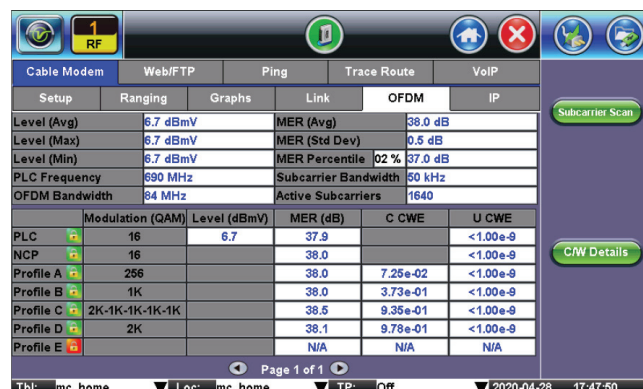 1
RF
Cable Modem Web/FTP Ping Trace Route VoIP
Setup Ranging Graphs Link OFDM IP
Level (Avg) 6.7 dBmV MER (Avg) 38.0 dB
Level (Max) 6.7 dBmV MER (Std Dev) 0.5 dB
Level (Min) 6.7 dBmV MER Percentile 02 % 37.0 dB
PLC Frequency 690 MHz Subcarrier Bandwidth 50 kHz
OFDM Bandwidth 84 MHz Active Subcarriers 1640
Modulation (QAM) Level (dBmV) MER (dB) C CWE U CWE
PLC 16 6.7 37.9 <1.00e-9
NCP 16 38.0 <1.00e-9
Profile A 256 38.0 7.25e-02 <1.00e-9
Profile B 1K 38.0 3.73e-01 <1.00e-9
Profile C 2K-1K-1K-1K-1K 38.5 9.35e-01 <1.00e-9
Profile D 2K 38.1 9.78e-01 <1.00e-9
Profile E N/A N/A N/A
Page 1 of 1
Tbl: mc_home Loc: mc_home TP: Off 2020-04-28 17:47:50
Subcarrier Scan
C/W Details